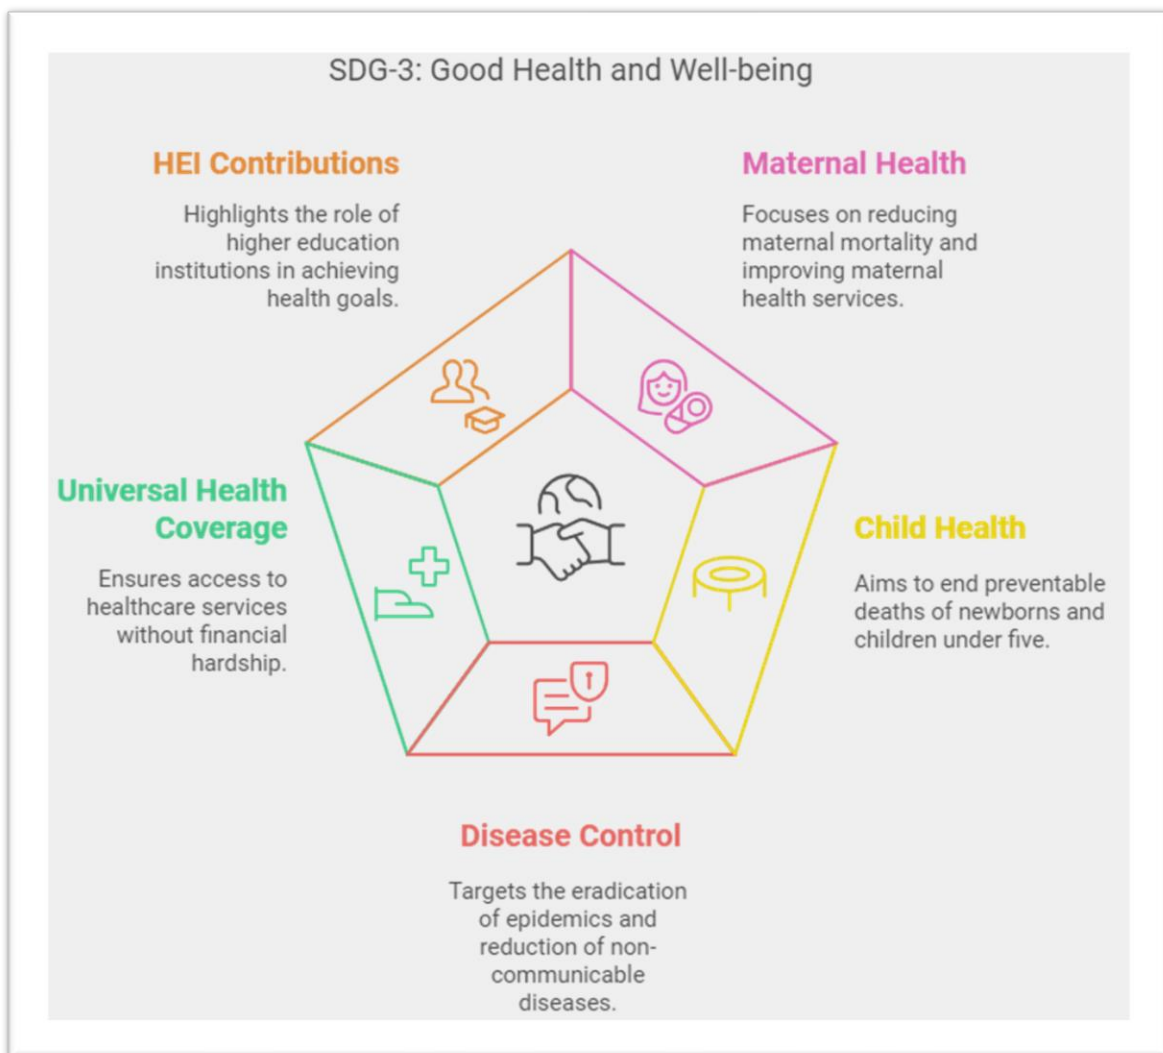 SDG-3: Good Health and Well-being
HEI Contributions
Highlights the role of
higher education
institutions in achieving
health goals.
Maternal Health
Focuses on reducing
maternal mortality and
improving maternal
health services.
Universal Health
Coverage
Ensures access to
healthcare services
without financial
hardship.
Child Health
Aims to end preventable
deaths of newborns and
children under five.
Disease Control
Targets the eradication
of epidemics and
reduction of non-
communicable
diseases.